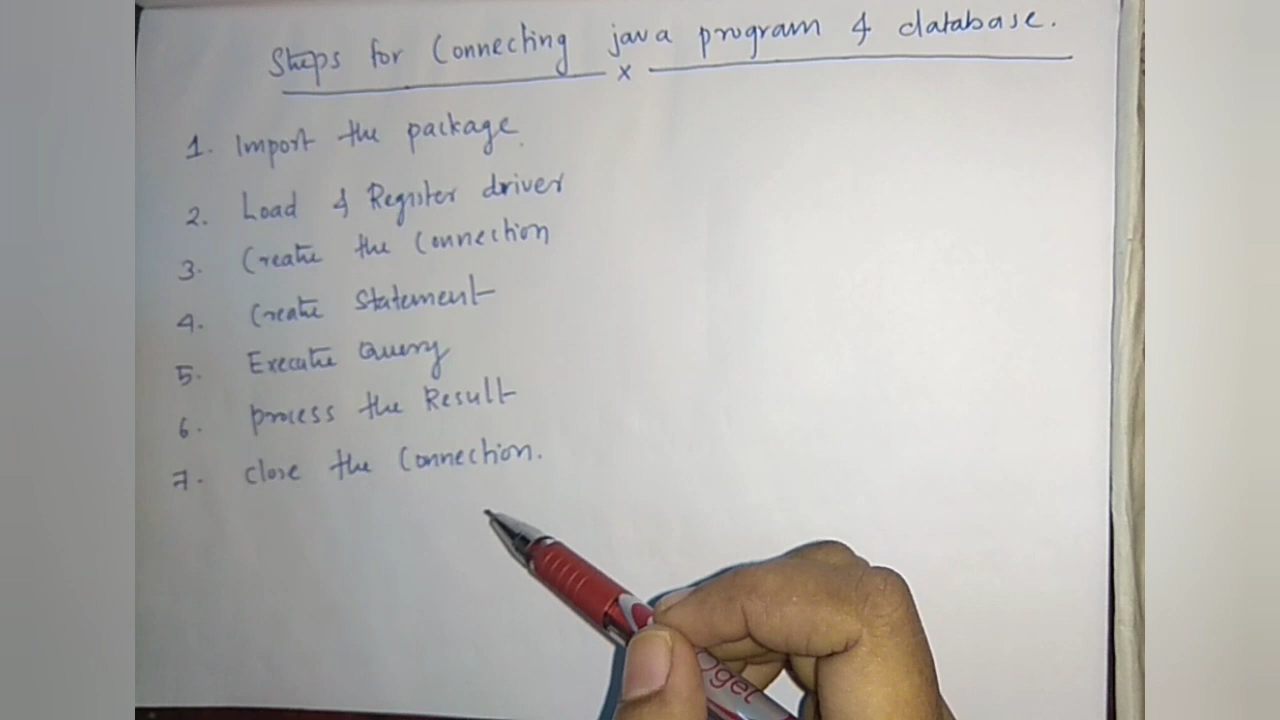 Steps for Connecting java program & database.
x
1. Import the package.
2. Load & Register driver
3. Create the Connection
4. Create Statement
5. Execute Query
6. process the Result
7. close the Connection.
gel